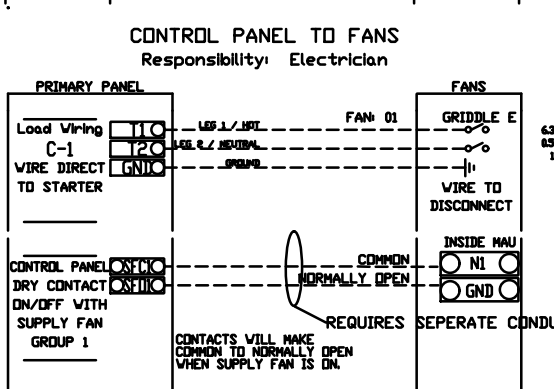 CONTROL PANEL TO FANS
Responsibility: Electrician
PRIMARY PANEL
FANS
Load Wiring
C-1
WIRE DIRECT
TO STARTER
T1
T2
GND
LEG 1 / HOT
LEG 2 / NEUTRAL
GROUND
FAN: 01
GRIDDLE E
WIRE TO
DISCONNECT
INSIDE MAU
CONTROL PANEL
DRY CONTACT
ON/OFF WITH
SUPPLY FAN
GROUP 1
COMMON
NORMALLY OPEN
N1
GND
REQUIRES SEPERATE CONDU
CONTACTS WILL MAKE
COMMON TO NORMALLY OPEN
WHEN SUPPLY FAN IS ON.